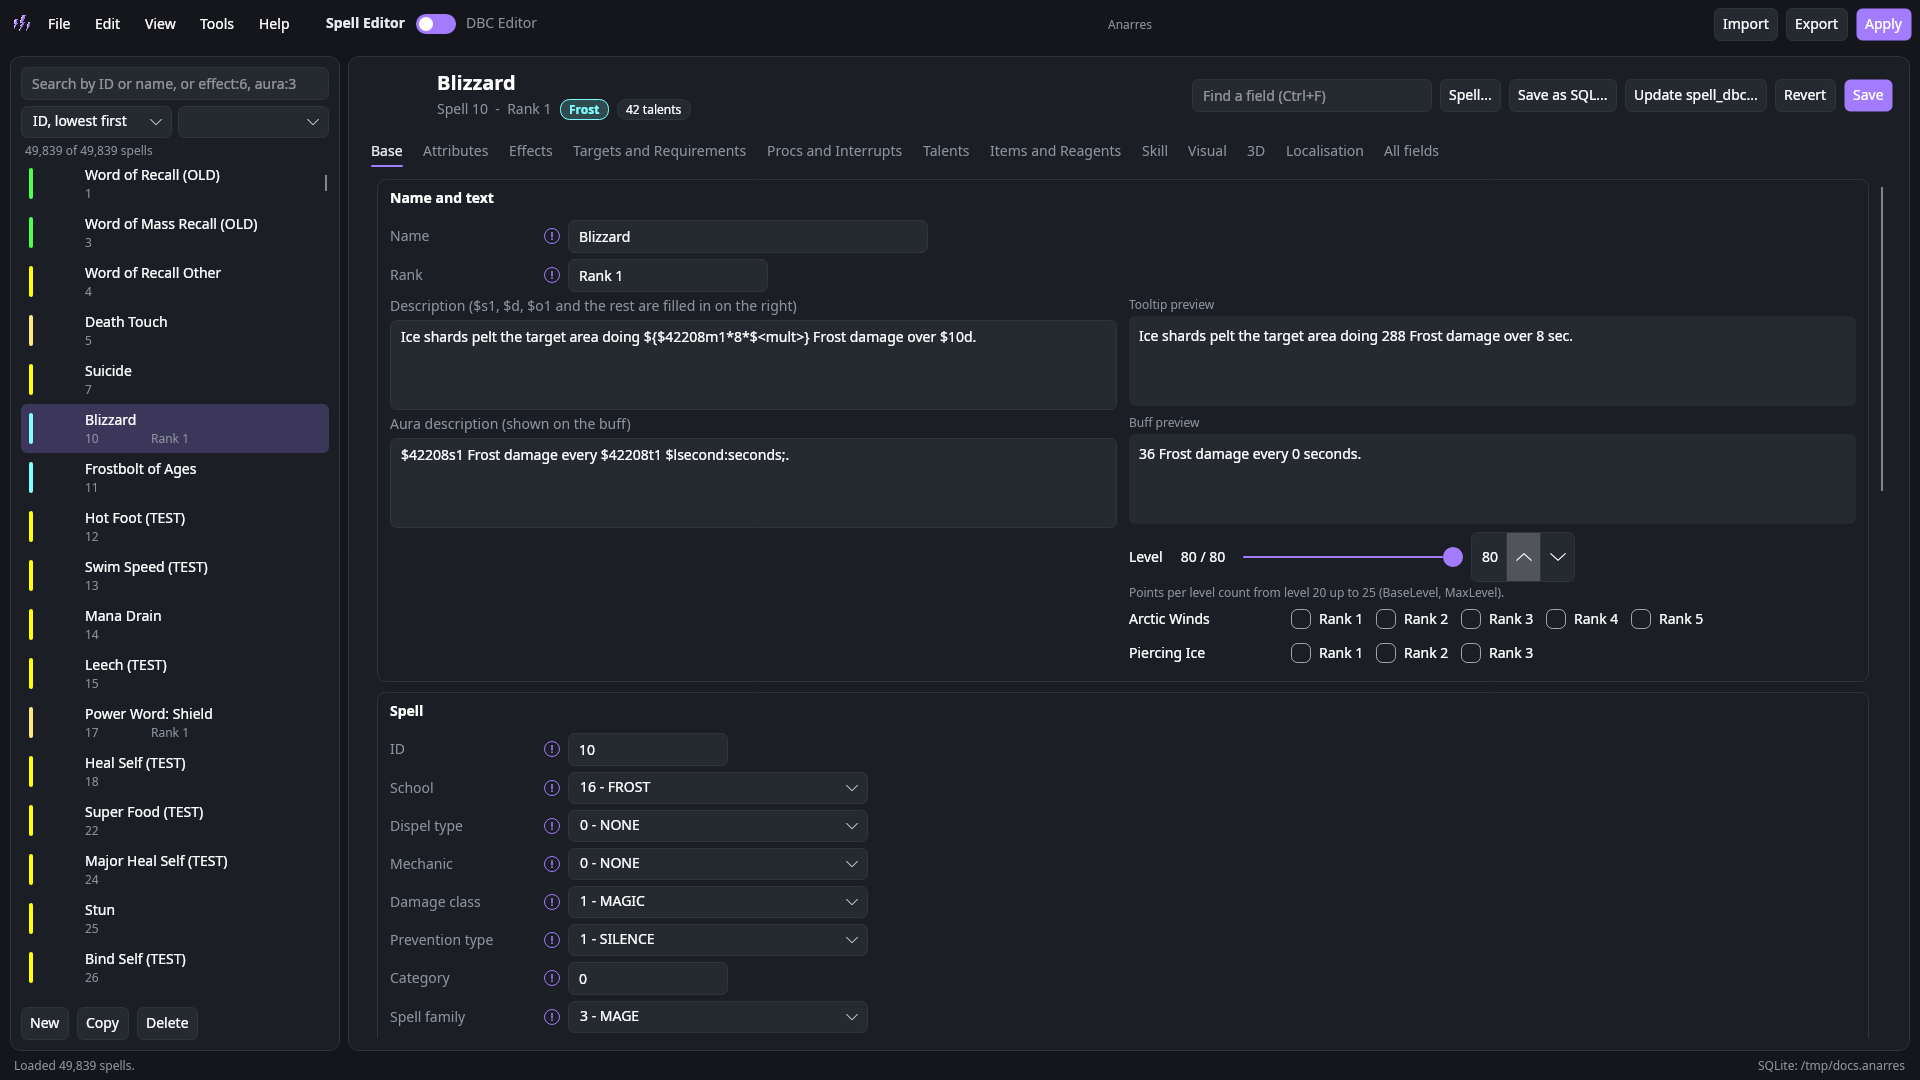 File Edit View Tools Help Spell Editor DBC Editor Anarres Import Export Apply
Search by ID or name, or effect:6, aura:3
ID, lowest first
49,839 of 49,839 spells
Word of Recall (OLD)
1
Word of Mass Recall (OLD)
3
Word of Recall Other
4
Death Touch
5
Suicide
7
Blizzard
10 Rank 1
Frostbolt of Ages
11
Hot Foot (TEST)
12
Swim Speed (TEST)
13
Mana Drain
14
Leech (TEST)
15
Power Word: Shield
17 Rank 1
Heal Self (TEST)
18
Super Food (TEST)
22
Major Heal Self (TEST)
24
Stun
25
Bind Self (TEST)
26
New Copy Delete
Blizzard
Spell 10 - Rank 1 Frost 42 talents
Find a field (Ctrl+F) Spell... Save as SQL... Update spell_dbc... Revert Save
Base Attributes Effects Targets and Requirements Procs and Interrupts Talents Items and Reagents Skill Visual 3D Localisation All fields
Name and text
Name Blizzard
Rank Rank 1
Description ($s1, $d, $o1 and the rest are filled in on the right)
Ice shards pelt the target area doing ${$42208m1*8*$<mult>} Frost damage over $10d.
Aura description (shown on the buff)
$42208s1 Frost damage every $42208t1 $lsecond:seconds;.
Tooltip preview
Ice shards pelt the target area doing 288 Frost damage over 8 sec.
Buff preview
36 Frost damage every 0 seconds.
Level 80 / 80 80
Points per level count from level 20 up to 25 (BaseLevel, MaxLevel).
Arctic Winds Rank 1 Rank 2 Rank 3 Rank 4 Rank 5
Piercing Ice Rank 1 Rank 2 Rank 3
Spell
ID 10
School 16 - FROST
Dispel type 0 - NONE
Mechanic 0 - NONE
Damage class 1 - MAGIC
Prevention type 1 - SILENCE
Category 0
Spell family 3 - MAGE
Loaded 49,839 spells.
SQLite: /tmp/docs.anarres